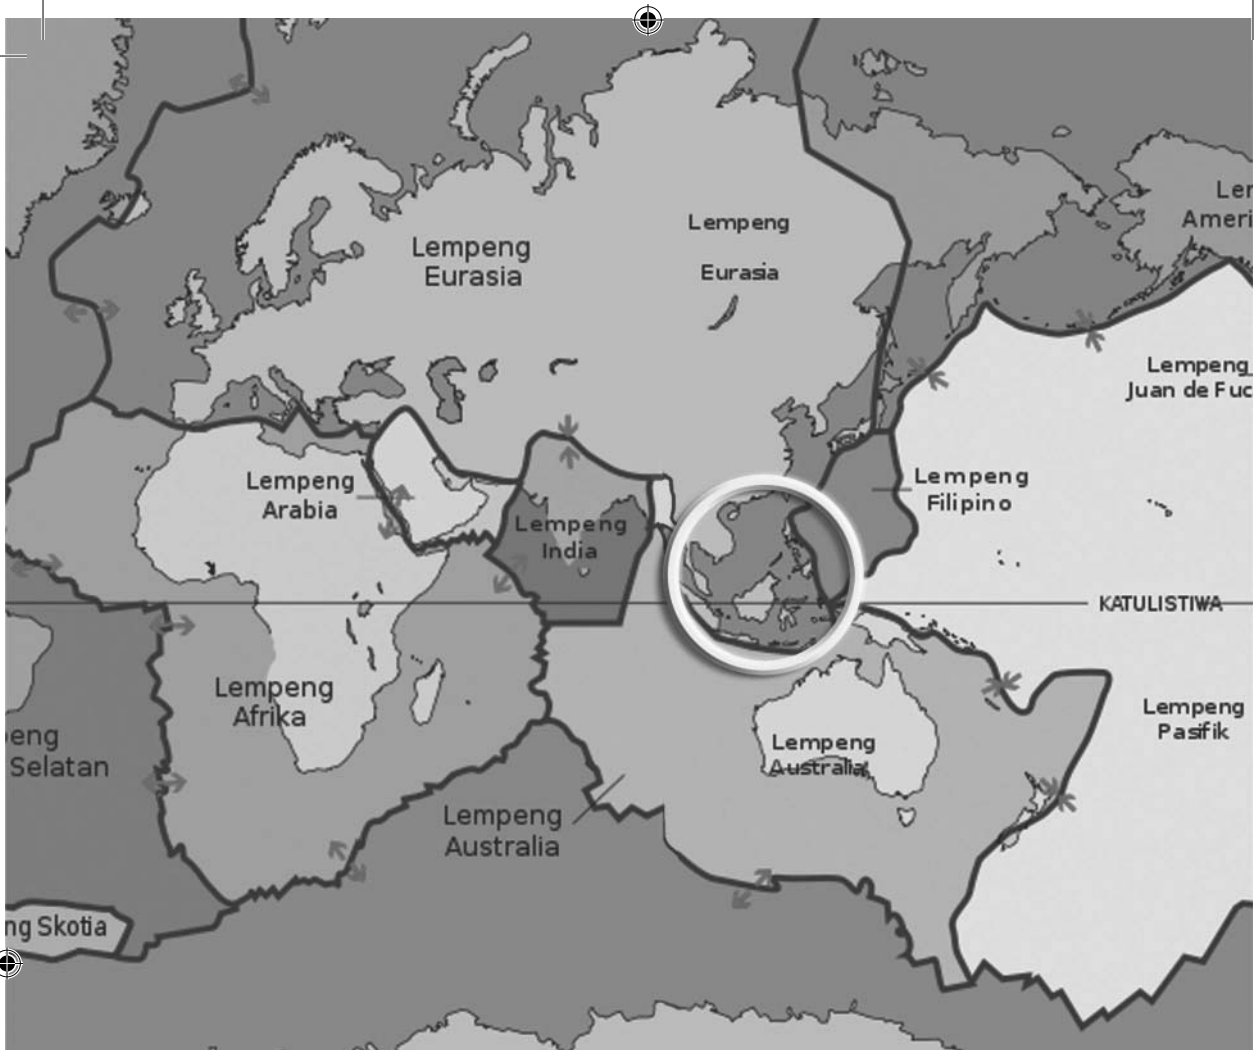 Ler
Ameri
Lempeng
Eurasia
Lempeng
Eurasia
Lempeng
Juan de Fuc
Lempeng
Arabia
Lempeng
Filipino
Lempeng
India
KATULISTIWA
Lempeng
Afrika
Lempeng
Pasifik
peng
Selatan
Lempeng
Australia
Lempeng
Australia
ng Skotia